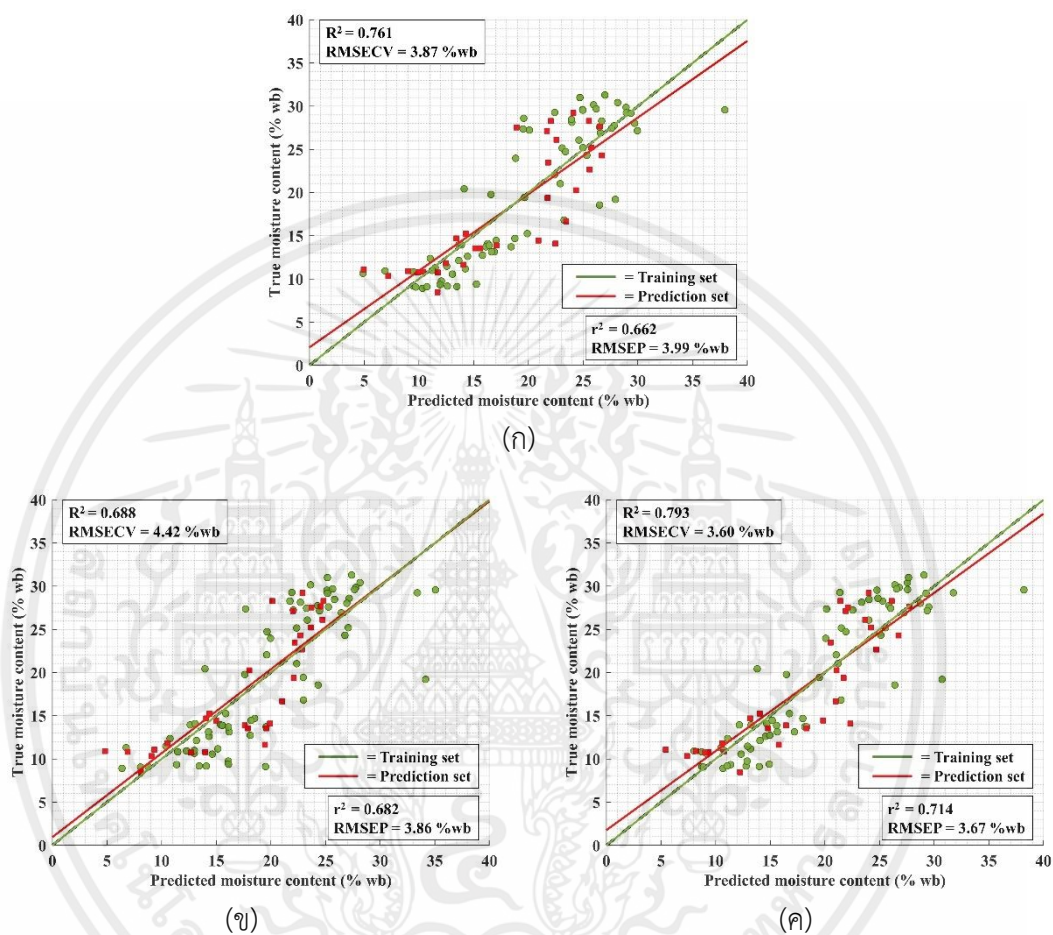 R² = 0.761
RMSECV = 3.87 %wb
True moisture content (% wb)
40
35
30
25
20
15
10
5
0
= Training set
= Prediction set
r² = 0.662
RMSEP = 3.99 %wb
0 5 10 15 20 25 30 35 40
Predicted moisture content (% wb)
(ก)
R² = 0.688
RMSECV = 4.42 %wb
True moisture content (% wb)
40
35
30
25
20
15
10
5
0
= Training set
= Prediction set
r² = 0.682
RMSEP = 3.86 %wb
0 5 10 15 20 25 30 35 40
Predicted moisture content (% wb)
(ข)
R² = 0.793
RMSECV = 3.60 %wb
True moisture content (% wb)
40
35
30
25
20
15
10
5
0
= Training set
= Prediction set
r² = 0.714
RMSEP = 3.67 %wb
0 5 10 15 20 25 30 35 40
Predicted moisture content (% wb)
(ค)